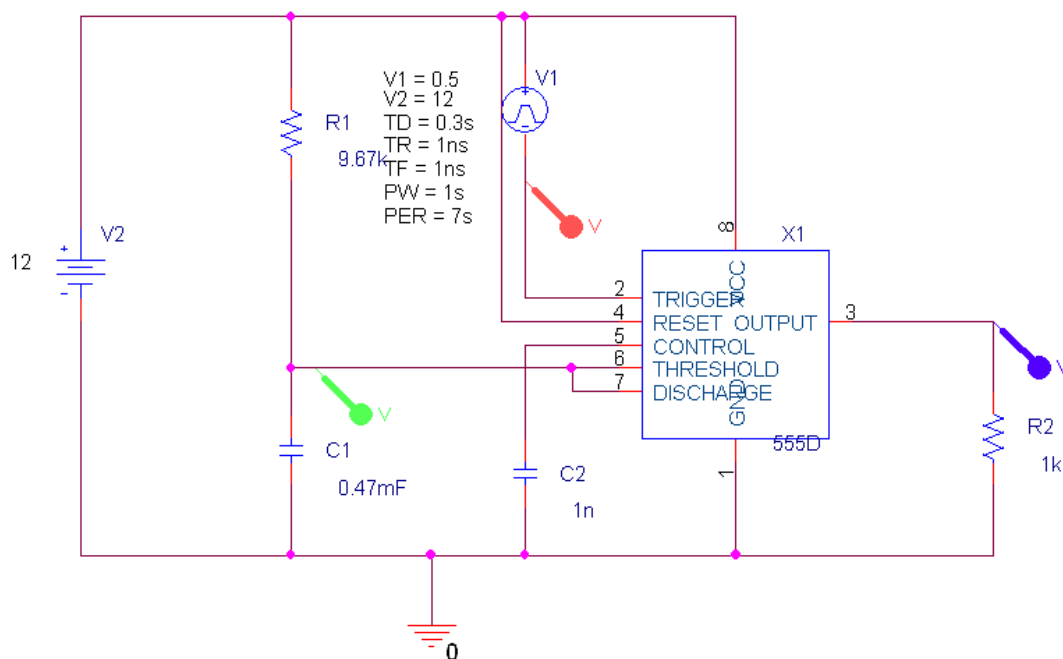 V1
V1 = 0.5
V2 = 12
TD = 0.3s
TR = 1ns
TF = 1ns
PW = 1s
PER = 7s
R1
9.67k
V2
+
-
12
+
-
V
8
X1
VCC
2 TRIGGER
4 RESET OUTPUT 3
5 CONTROL
6 THRESHOLD
7 DISCHARGE
GND
555D
1
V
V
R2
1k
C1
0.47mF
C2
1n
0